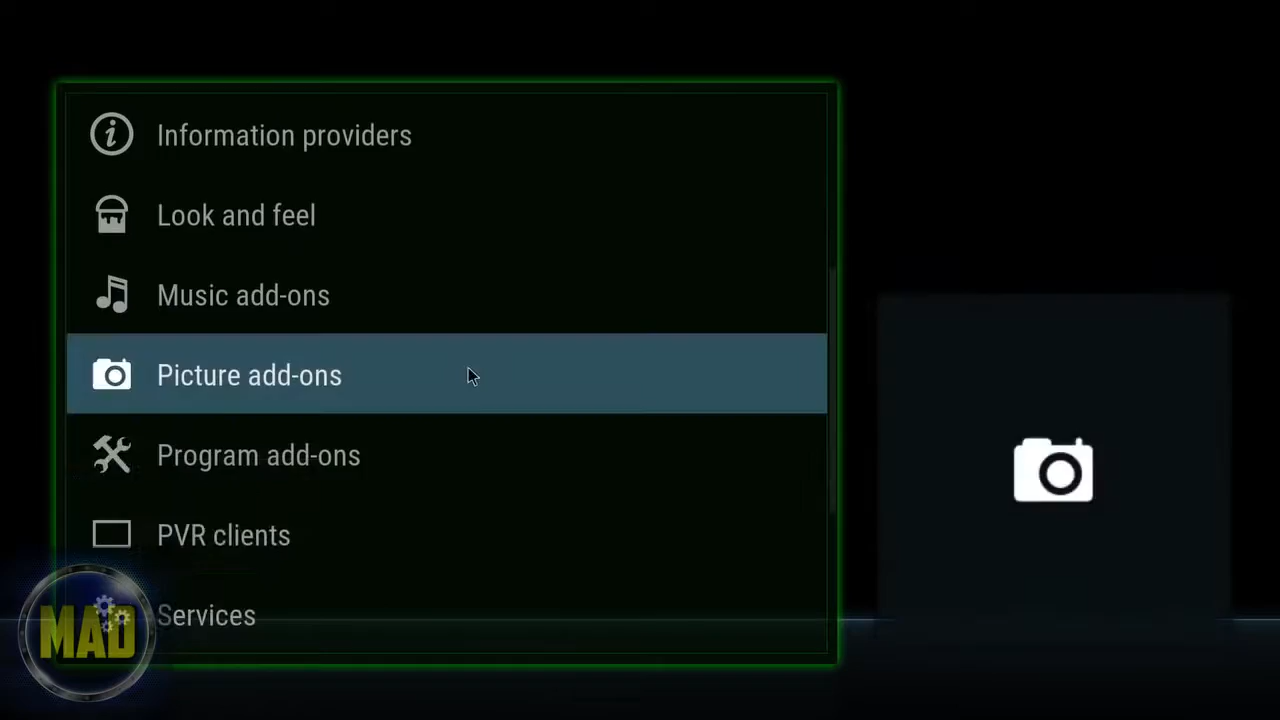 Information providers
Look and feel
Music add-ons
Picture add-ons
Program add-ons
PVR clients
Services
MAD